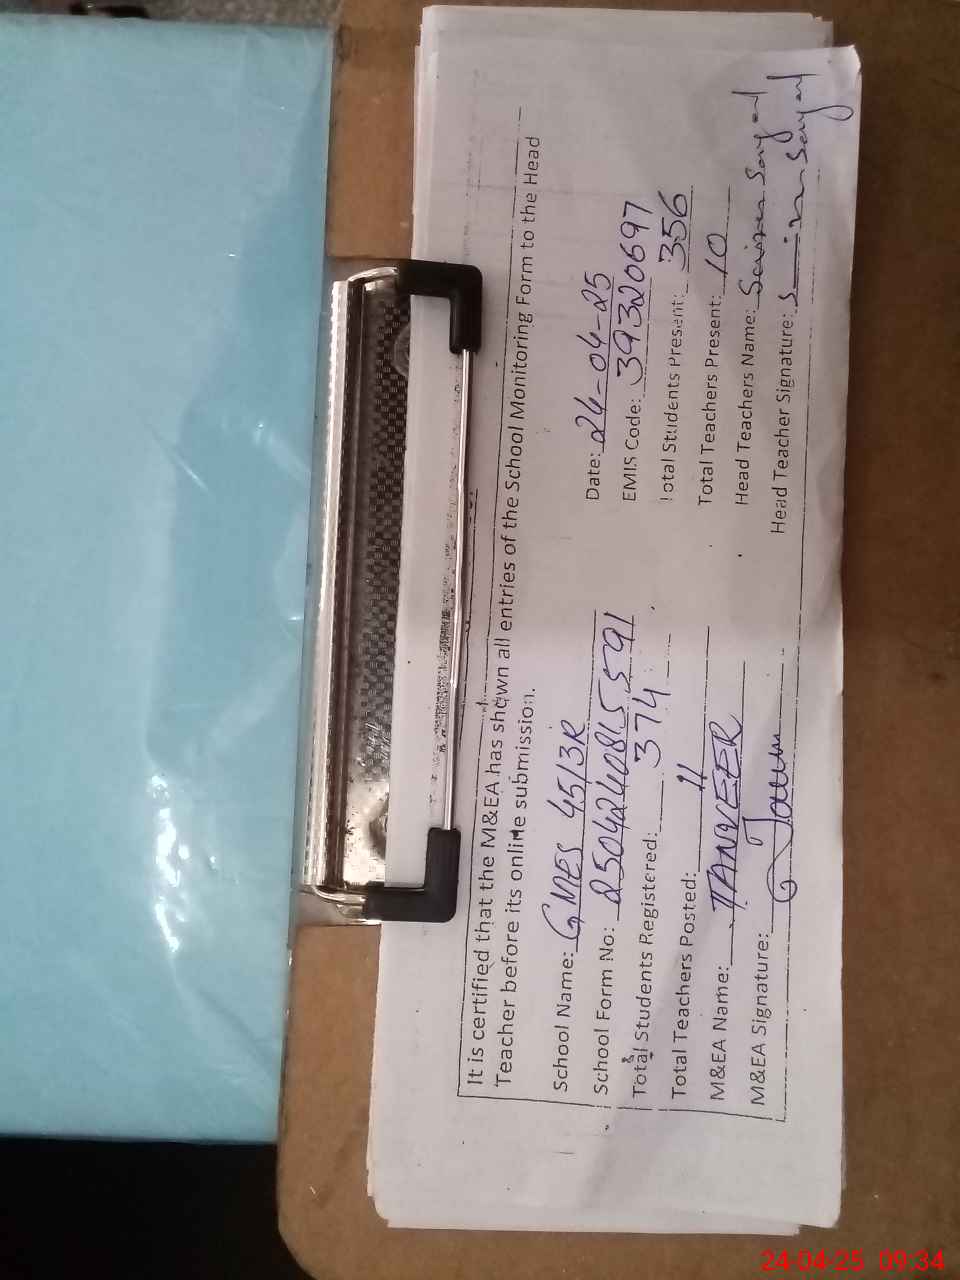 It is certified that the M&EA has shown all entries of the School Monitoring Form to the Head
Teacher before its online submission.
School Name: GMES 45/3R Date: 24-04-25
School Form No: 2504240815591 EMIS Code: 39320697
Total Students Registered: 374 Total Students Present: 356
Total Teachers Posted: 11 Total Teachers Present: 10
M&EA Name: TANVEER Head Teachers Name:
M&EA Signature: Head Teacher Signature:
24-04-25 09:34